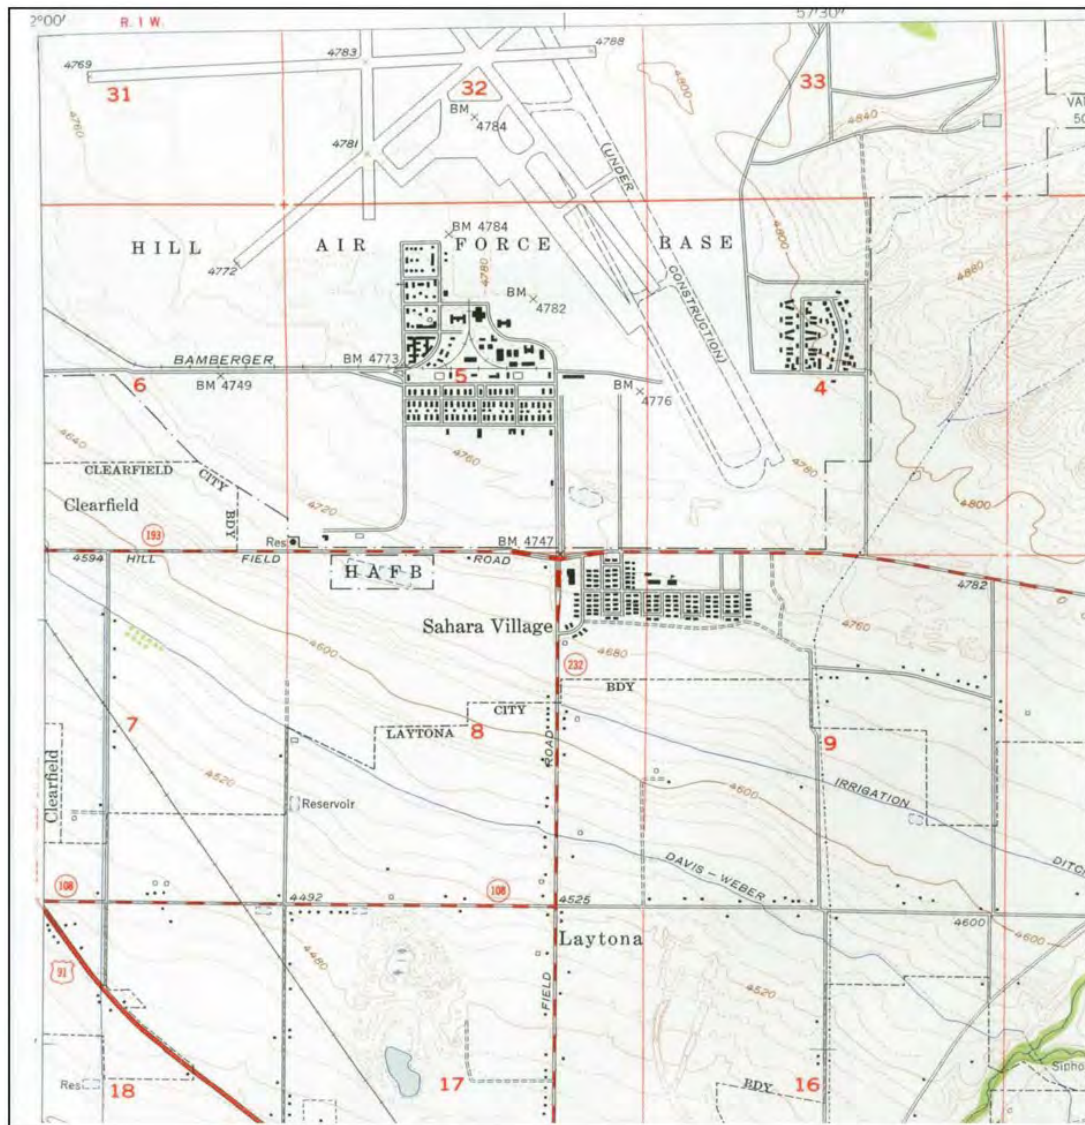 2°00'
R. 1 W.
57'30"
4769
4783
4788
31
32
33
BM
4784
4800
4840
4760
4781
(UNDER
CONSTRUCTION)
BM 4784
HILL AIR FORCE BASE
4780
4800
4880
4772
BM
4782
BAMBERGER
BM 4773
BM 4749
6
5
BM
4776
4
4640
4760
4780
4800
CLEARFIELD
CITY
BDY
Clearfield
4720
193
Res
BM 4747
4594
HILL FIELD ROAD
HAFB
4782
Sahara Village
4760
4680
4600
232
BDY
CITY
LAYTONA
7
8
9
ROAD
Clearfield
4520
Reservoir
4600
IRRIGATION
DAVIS - WEBER
108
4492
108
4525
4600
4600
Laytona
91
4480
4520
FIELD
Res
18
17
BDY
16